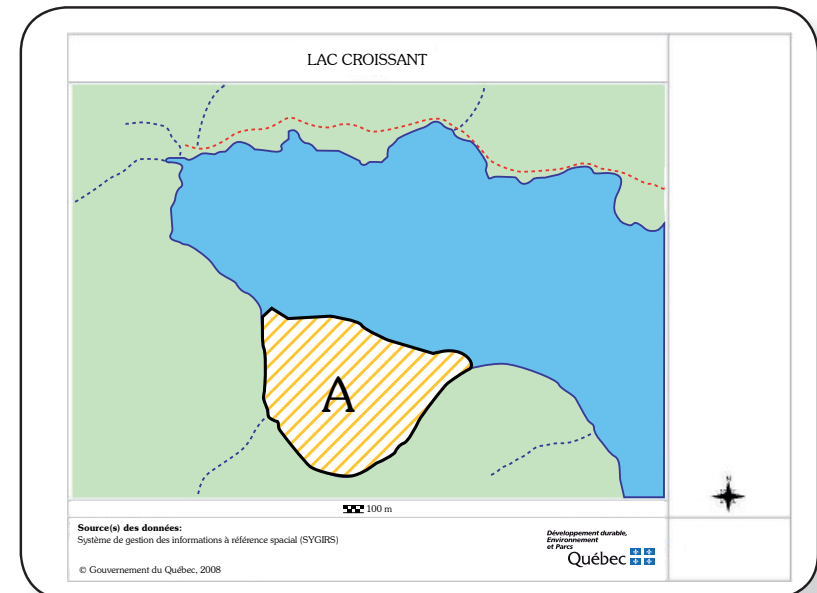 LAC CROISSANT
A
N
100 m
Source(s) des données:
Système de gestion des informations à référence spacial (SYGIRS)
© Gouvernement du Québec, 2008
Développement durable,
Environnement
et Parcs
Québec